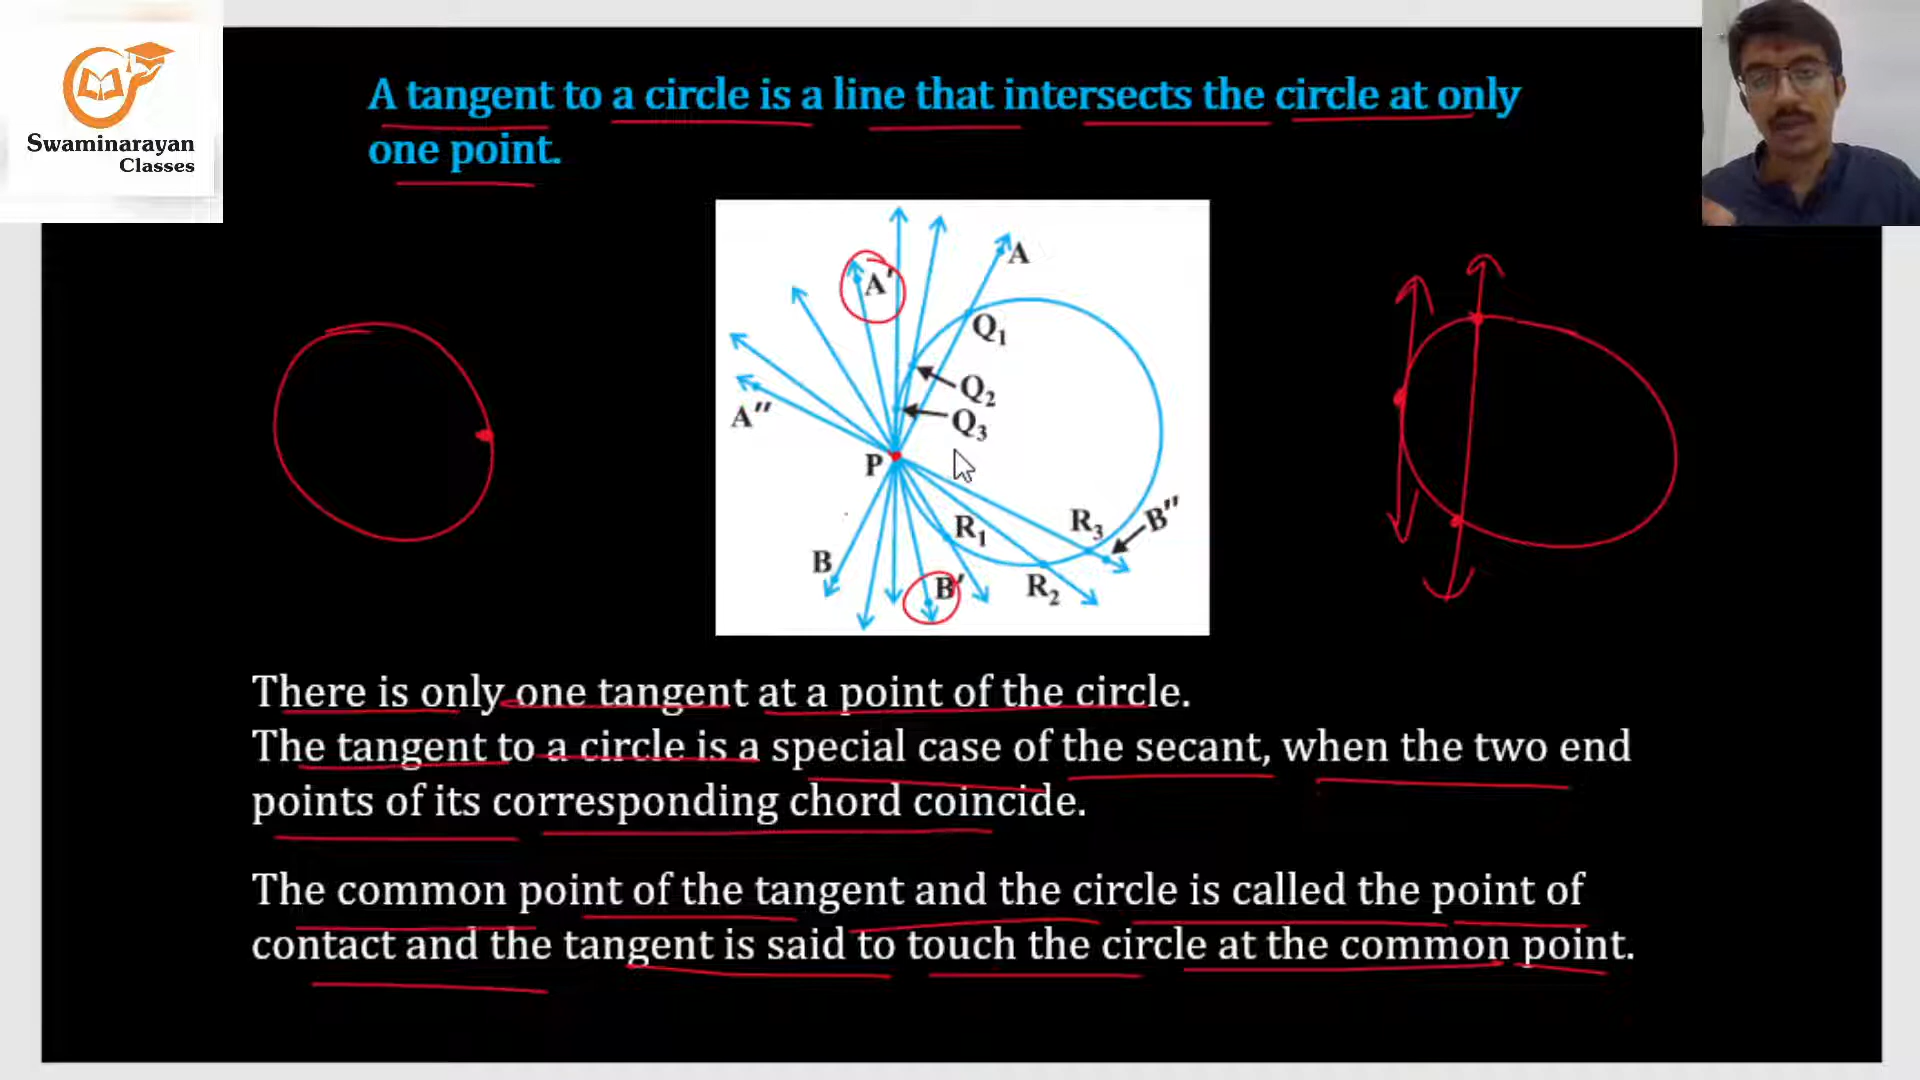 Swaminarayan
Classes
A tangent to a circle is a line that intersects the circle at only
one point.
A'
A
Q1
Q2
Q3
A"
P
R1
R3
B"
B
B'
R2
There is only one tangent at a point of the circle.
The tangent to a circle is a special case of the secant, when the two end
points of its corresponding chord coincide.
The common point of the tangent and the circle is called the point of
contact and the tangent is said to touch the circle at the common point.